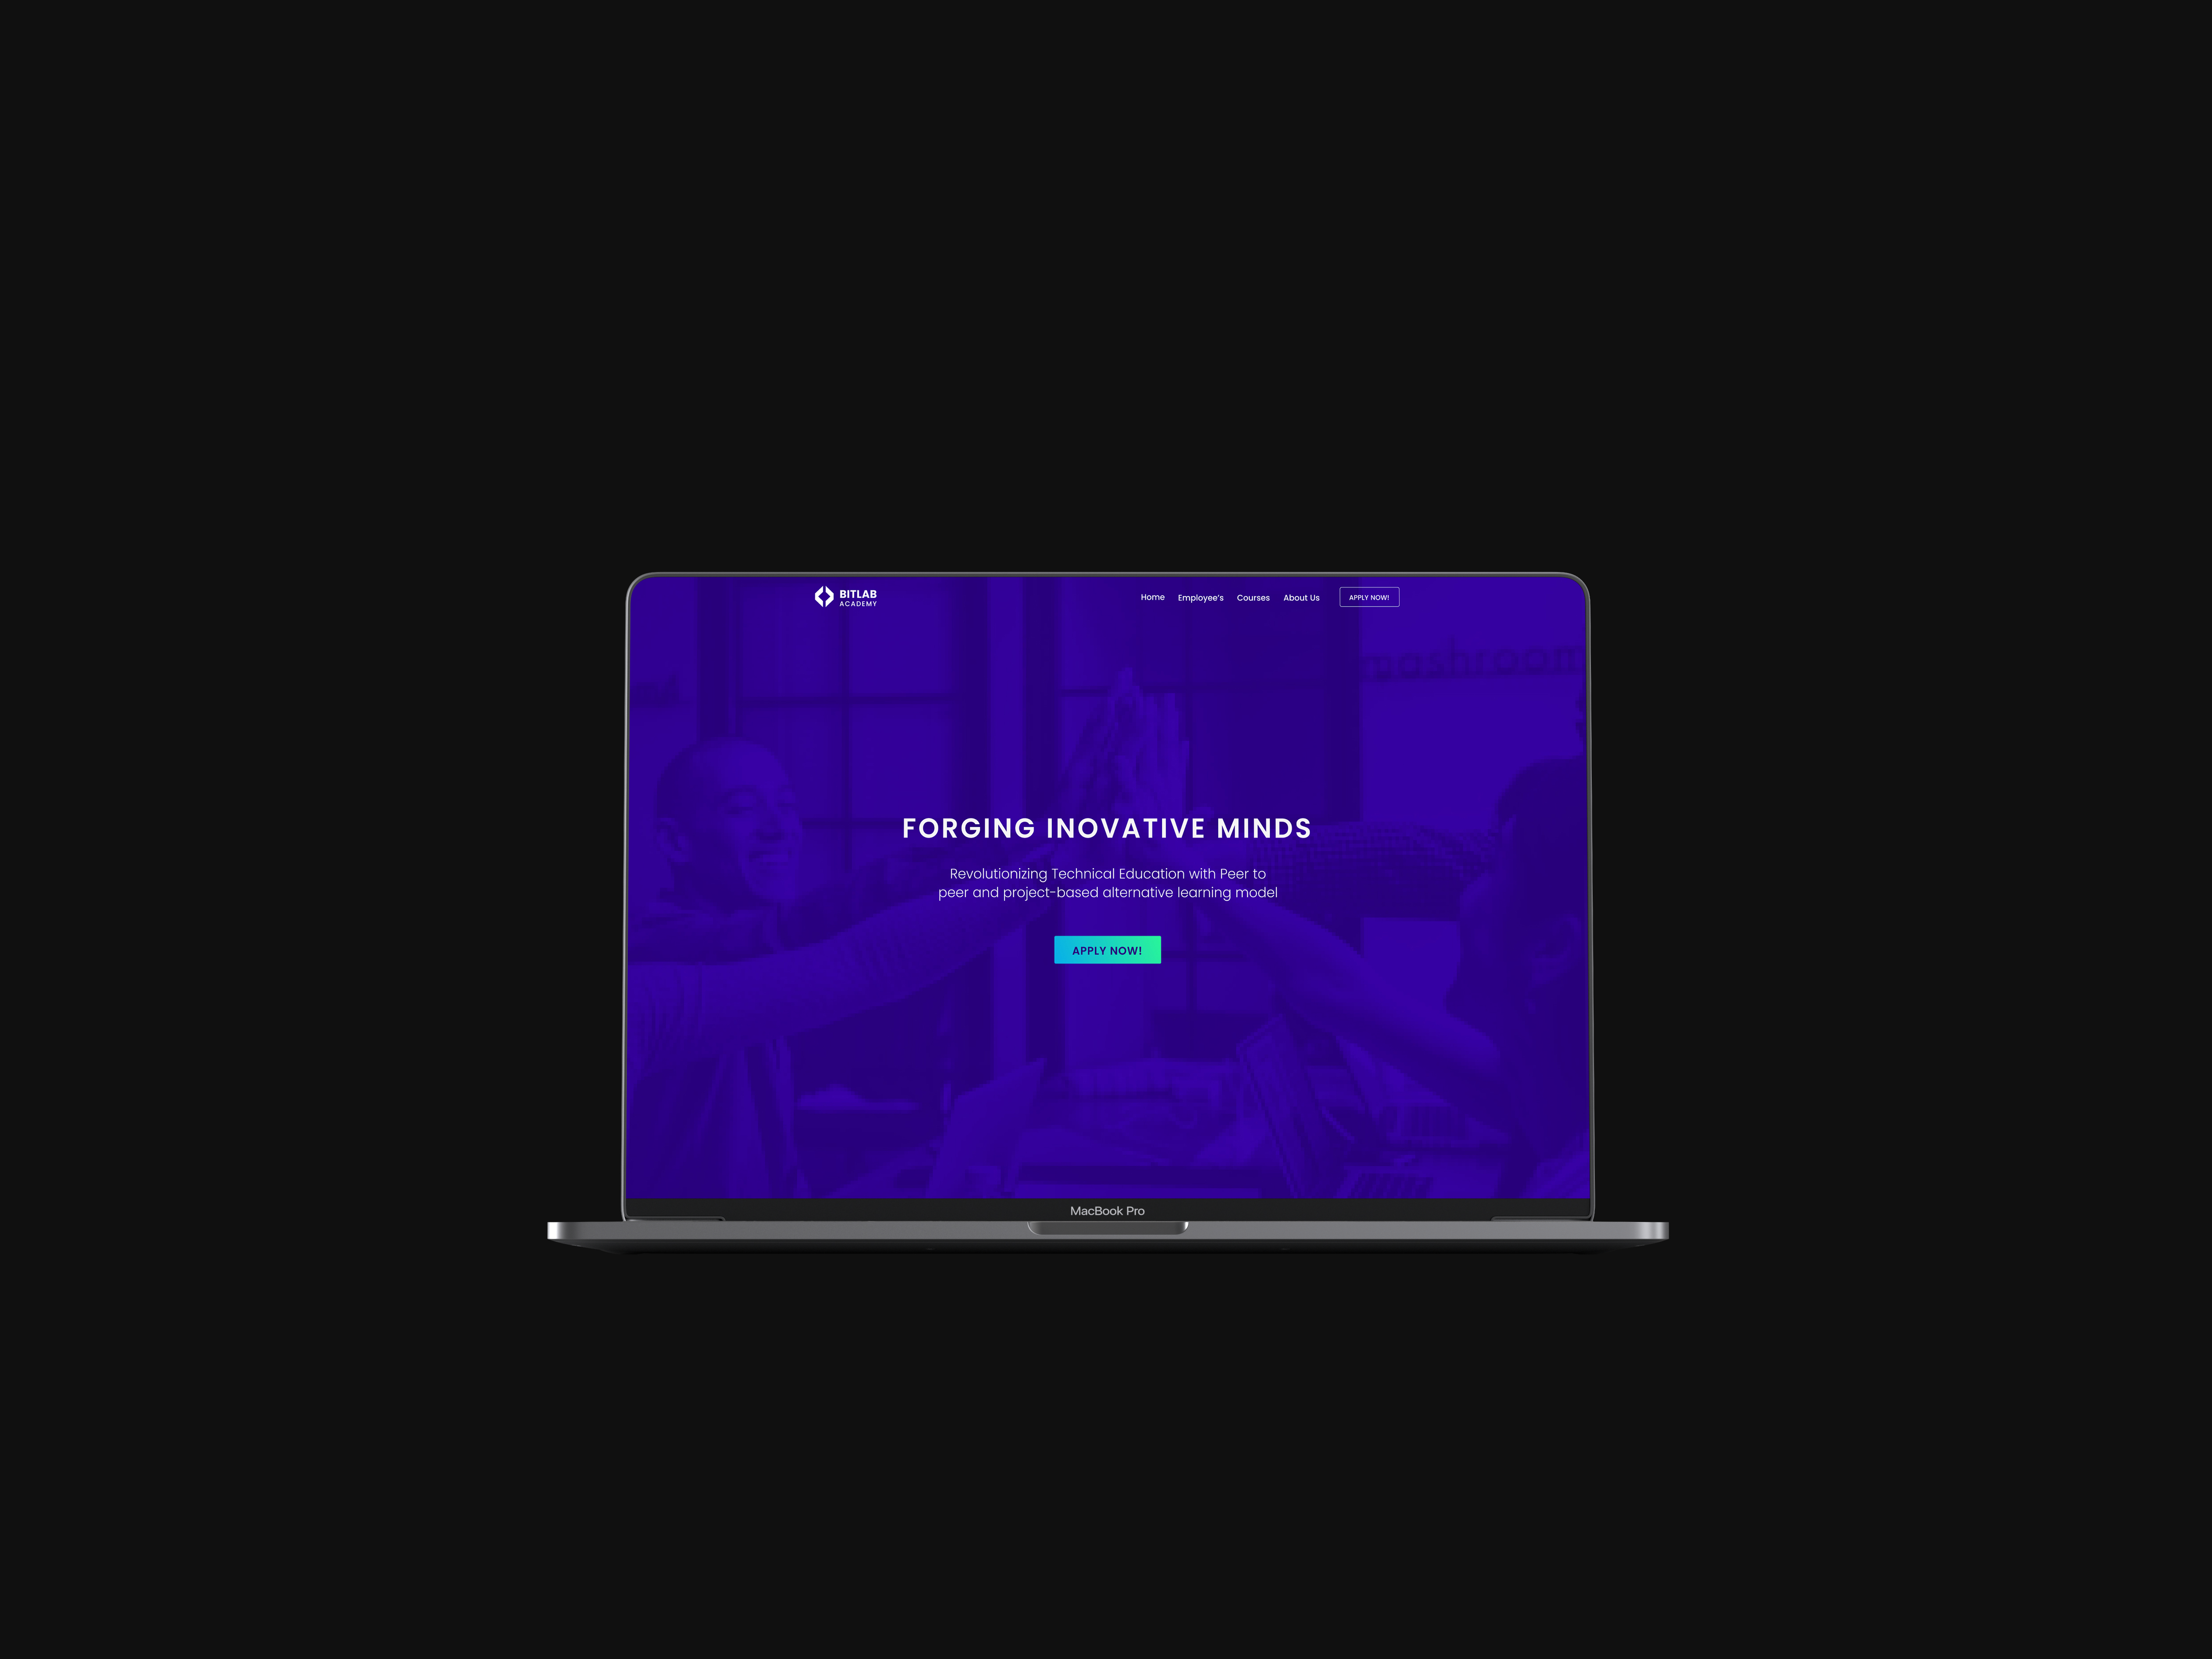 BITLAB
ACADEMY
Home Employee's Courses About Us APPLY NOW!
FORGING INOVATIVE MINDS
Revolutionizing Technical Education with Peer to
peer and project-based alternative learning model
APPLY NOW!
MacBook Pro